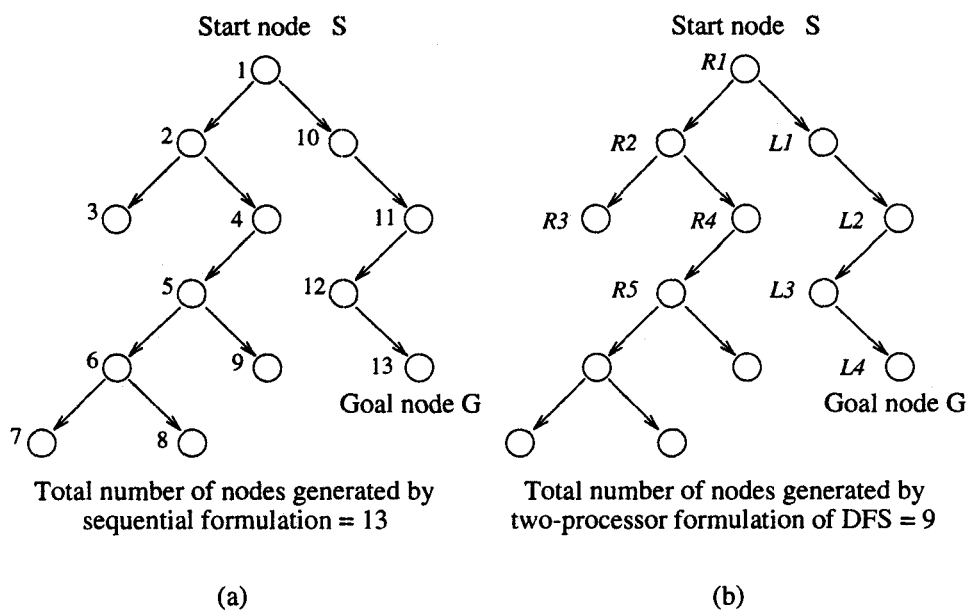 Start node S
1
2
10
3
4
11
5
12
6
9
13
Goal node G
7
8
Total number of nodes generated by
sequential formulation = 13
(a)
Start node S
R1
R2
L1
R3
R4
L2
R5
L3
L4
Goal node G
Total number of nodes generated by
two-processor formulation of DFS = 9
(b)